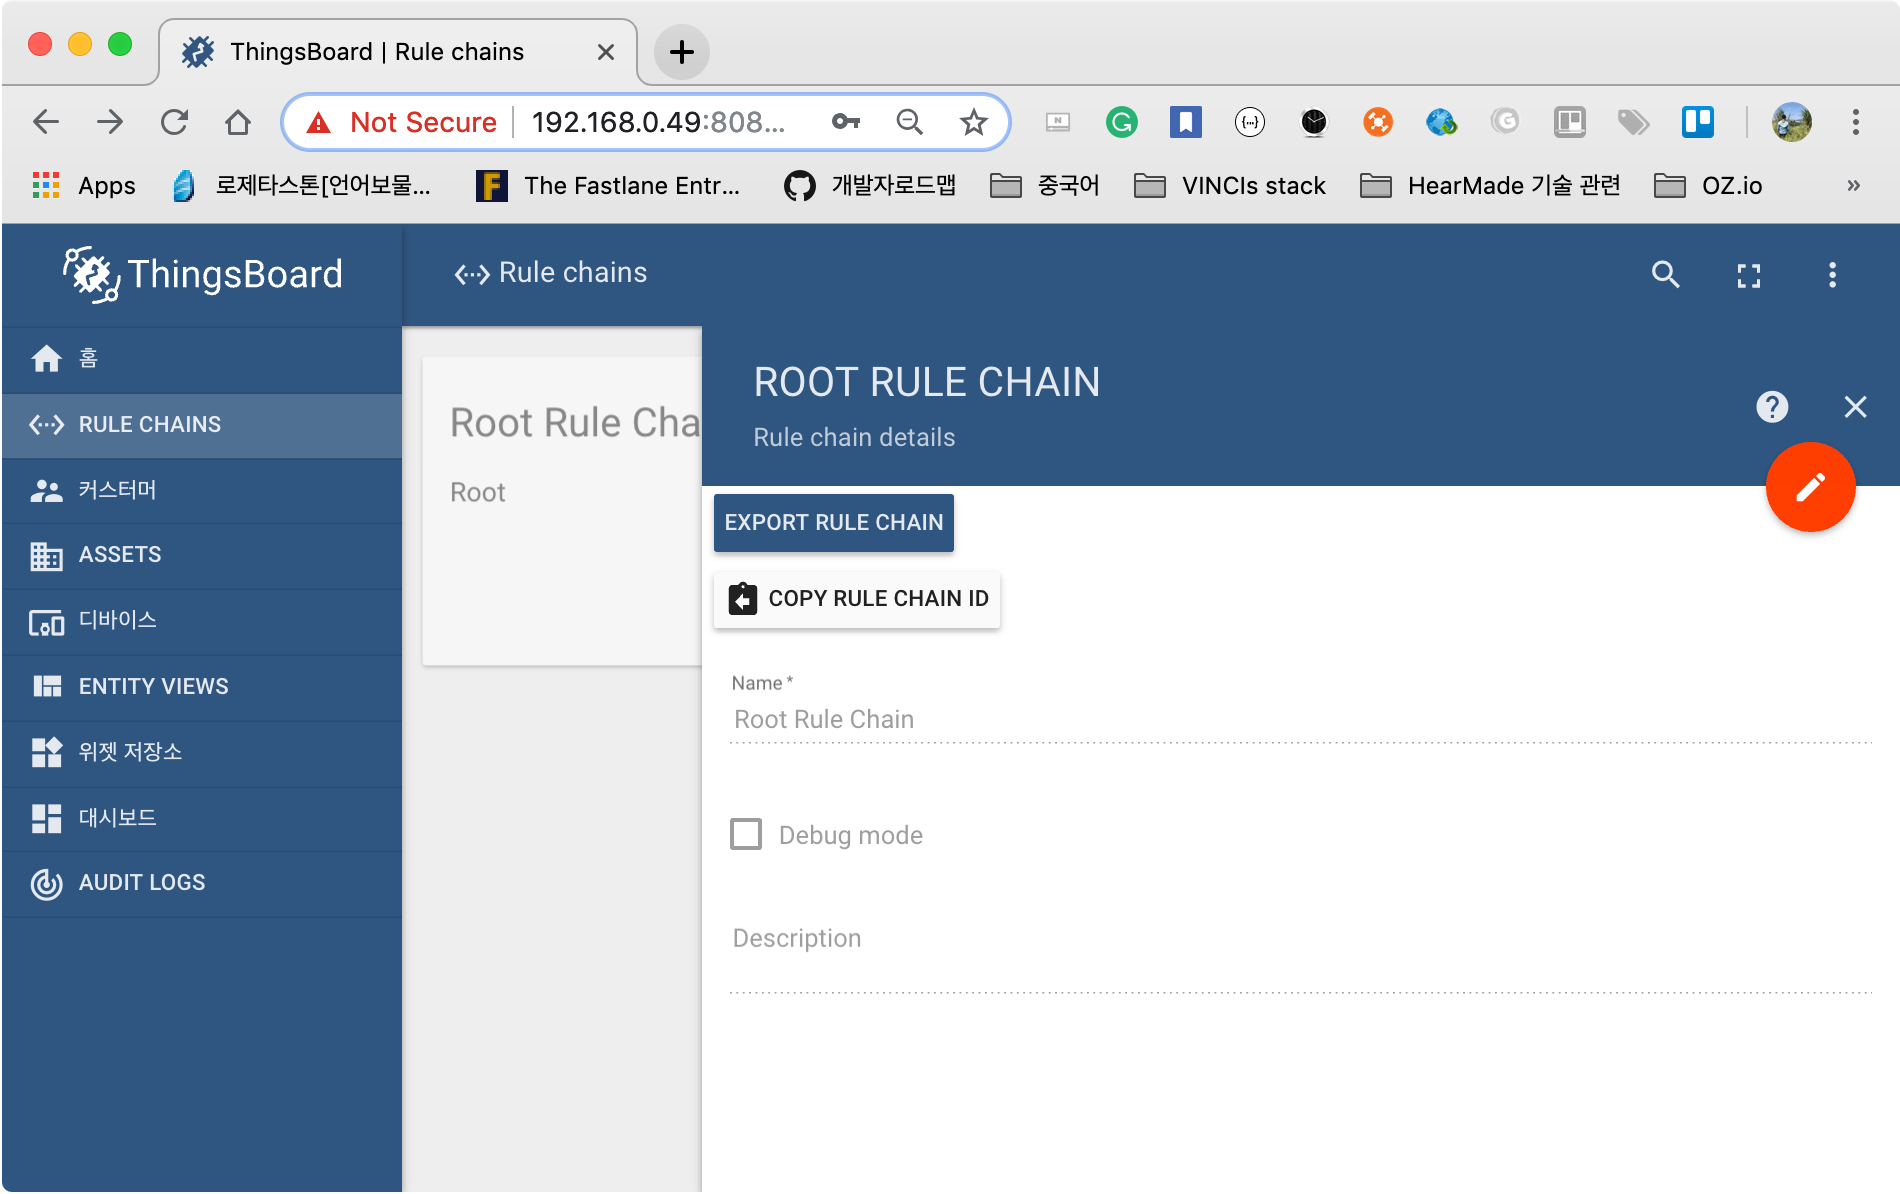 ThingsBoard | Rule chains
Not Secure
192.168.0.49:808...
Apps
로제타스톤[언어보물...
The Fastlane Entr...
개발자로드맵
중국어
VINCIs stack
HearMade 기술 관련
OZ.io
»
ThingsBoard
Rule chains
홈
RULE CHAINS
커스터머
ASSETS
디바이스
ENTITY VIEWS
위젯 저장소
대시보드
AUDIT LOGS
Root Rule Cha
Root
ROOT RULE CHAIN
Rule chain details
EXPORT RULE CHAIN
COPY RULE CHAIN ID
Name *
Root Rule Chain
Debug mode
Description